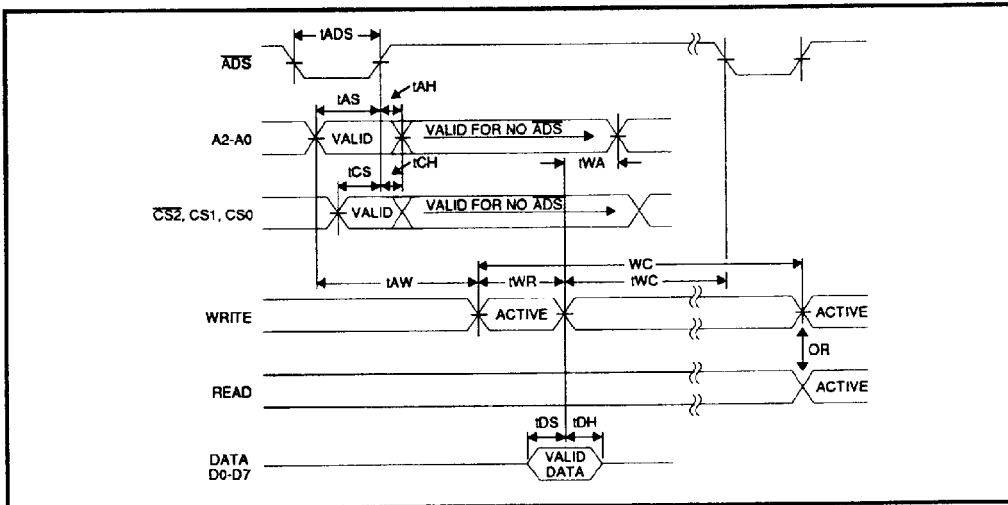 tADS
ADS
tAH
tAS
A2-A0
VALID
VALID FOR NO ADS
tCH
tWA
tCS
CS2, CS1, CS0
VALID
VALID FOR NO ADS
WC
tAW
tWR
tWC
WRITE
ACTIVE
ACTIVE
OR
READ
ACTIVE
tDS
tDH
DATA
D0-D7
VALID
DATA